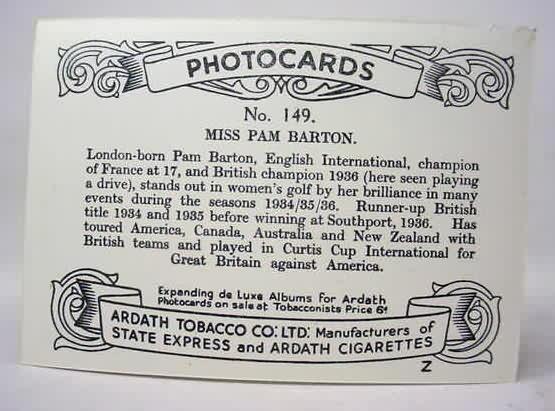 PHOTOCARDS
No. 149.
MISS PAM BARTON.
London-born Pam Barton, English International, champion
of France at 17, and British champion 1936 (here seen playing
a drive), stands out in women's golf by her brilliance in many
events during the seasons 1934/35/36. Runner-up British
title 1934 and 1935 before winning at Southport, 1936. Has
toured America, Canada, Australia and New Zealand with
British teams and played in Curtis Cup International for
Great Britain against America.
Expanding de Luxe Albums for Ardath
Photocards on sale at Tobacconists Price 6d
ARDATH TOBACCO CO: LTD: Manufacturers of
STATE EXPRESS and ARDATH CIGARETTES
Z